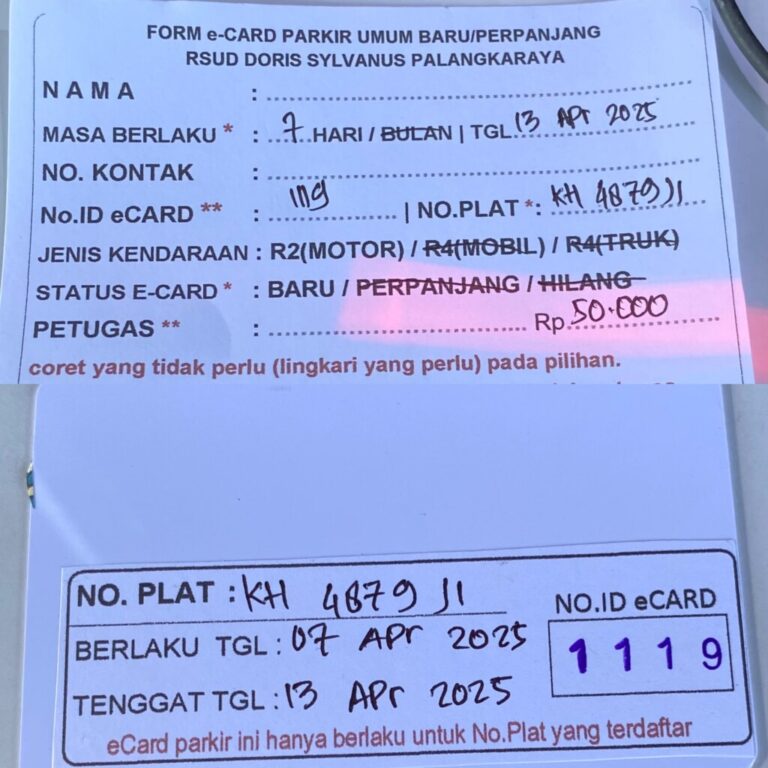 FORM e-CARD PARKIR UMUM BARU/PERPANJANG
RSUD DORIS SYLVANUS PALANGKARAYA
NAMA :
MASA BERLAKU * : 7 HARI / BULAN | TGL. 13 Apr 2025
NO. KONTAK :
No.ID eCARD ** : 1119 | NO.PLAT *: KH 4879 JI
JENIS KENDARAAN : R2(MOTOR) / R4(MOBIL) / R4(TRUK)
STATUS E-CARD * : BARU / PERPANJANG / HILANG
PETUGAS ** : Rp. 50.000
coret yang tidak perlu (lingkari yang perlu) pada pilihan.
NO. PLAT : KH 4879 JI
NO.ID eCARD
BERLAKU TGL : 07 Apr 2025
1119
TENGGAT TGL : 13 Apr 2025
eCard parkir ini hanya berlaku untuk No.Plat yang terdaftar